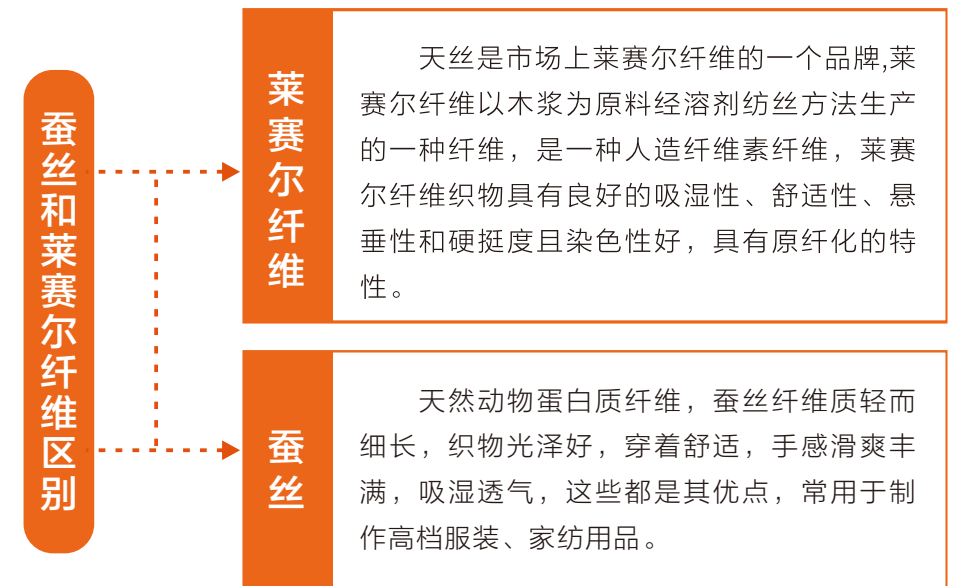 蚕丝和莱赛尔纤维区别
莱赛尔纤维
天丝是市场上莱赛尔纤维的一个品牌,莱
赛尔纤维以木浆为原料经溶剂纺丝方法生产
的一种纤维，是一种人造纤维素纤维，莱赛
尔纤维织物具有良好的吸湿性、舒适性、悬
垂性和硬挺度且染色性好，具有原纤化的特
性。
蚕丝
天然动物蛋白质纤维，蚕丝纤维质轻而
细长，织物光泽好，穿着舒适，手感滑爽丰
满，吸湿透气，这些都是其优点，常用于制
作高档服装、家纺用品。